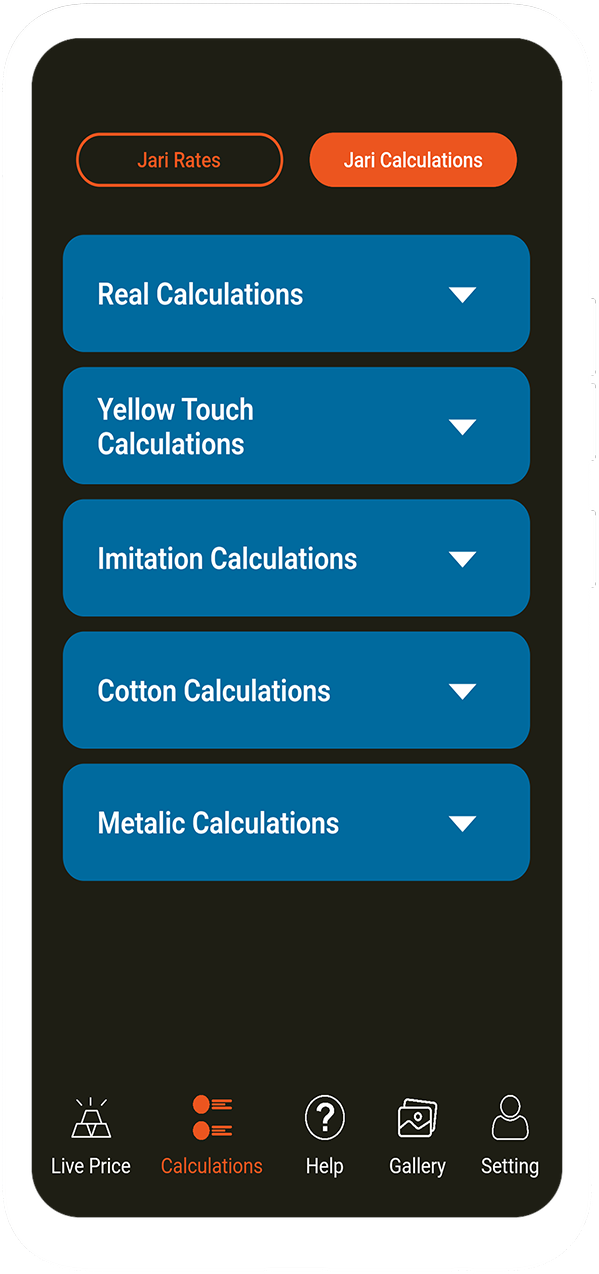 Jari Rates
Jari Calculations
Real Calculations
Yellow Touch
Calculations
Imitation Calculations
Cotton Calculations
Metalic Calculations
Live Price
Calculations
Help
Gallery
Setting